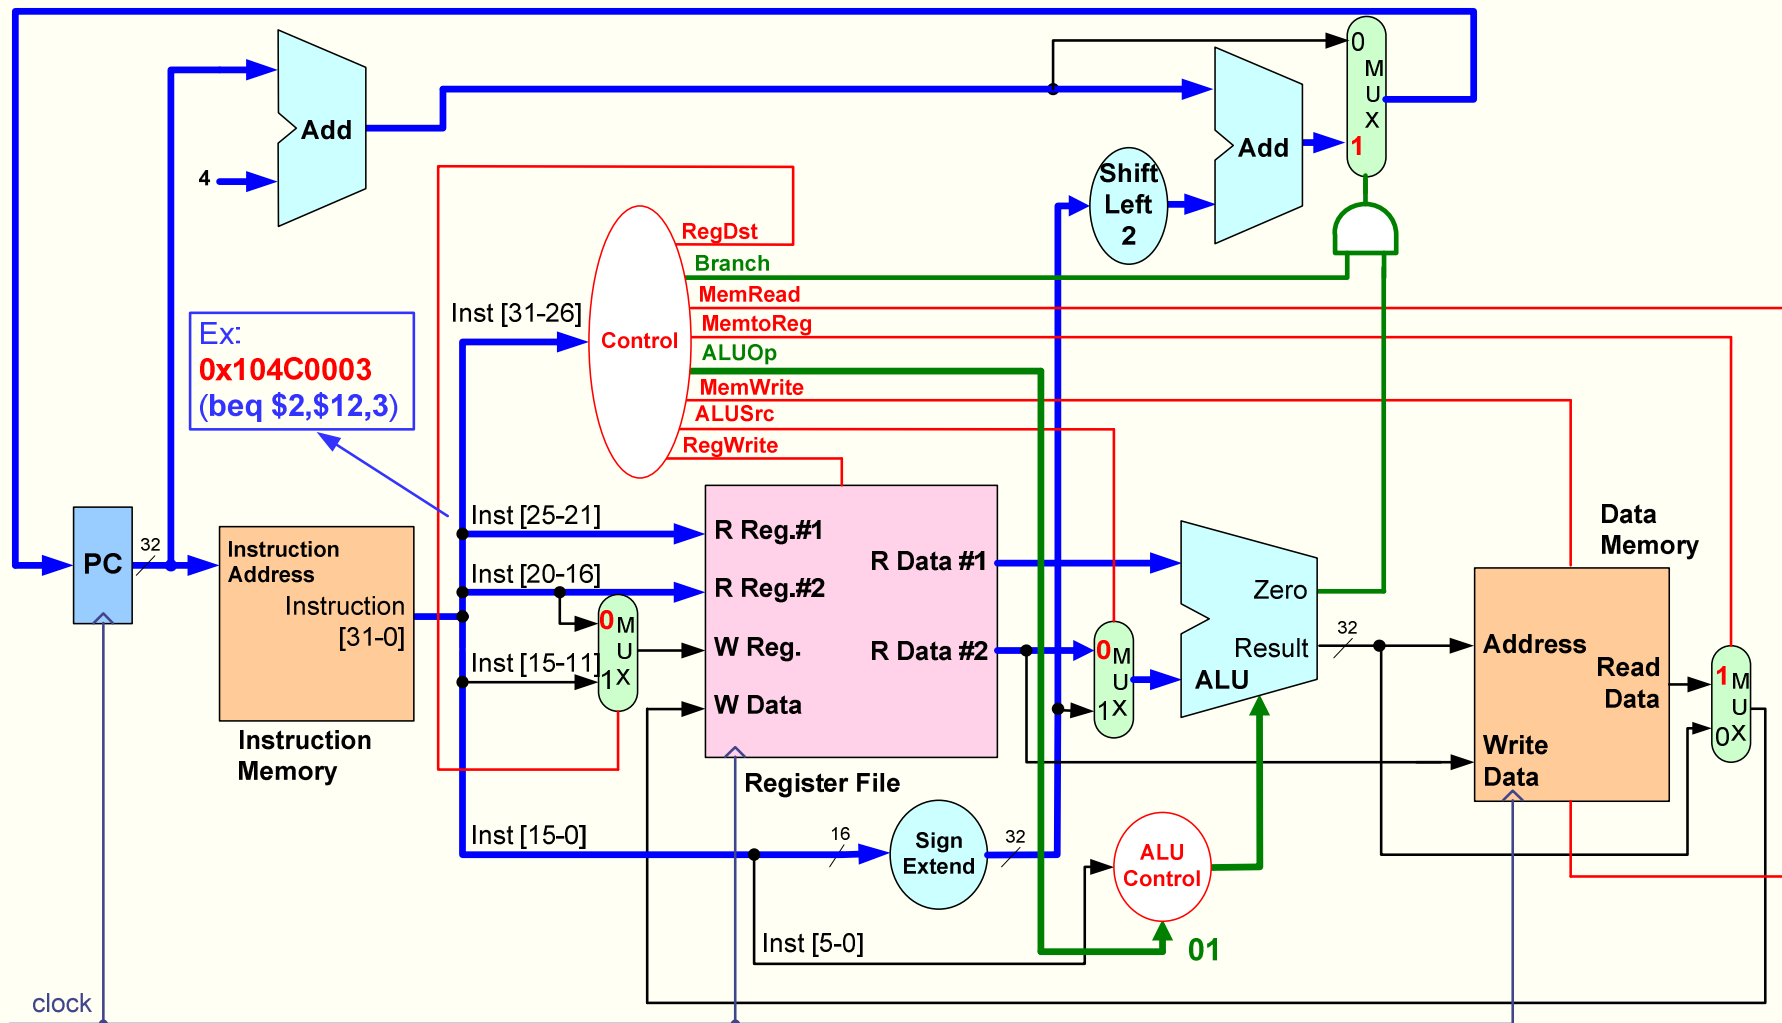 0
M
U
X
1
Add
4
Add
Shift
Left
2
RegDst
Branch
MemRead
MemtoReg
ALUOp
MemWrite
ALUSrc
RegWrite
Control
Inst [31-26]
Ex:
0x104C0003
(beq $2,$12,3)
PC
32
Instruction
Address
Instruction
[31-0]
Instruction
Memory
Inst [25-21]
Inst [20-16]
Inst [15-11]
0
M
U
1
X
R Reg.#1
R Reg.#2
W Reg.
W Data
R Data #1
R Data #2
Register File
0
M
U
1
X
Zero
Result
ALU
32
Data
Memory
Address
Read
Data
Write
Data
1
M
U
0
X
Inst [15-0]
16
Sign
Extend
32
ALU
Control
Inst [5-0]
01
clock